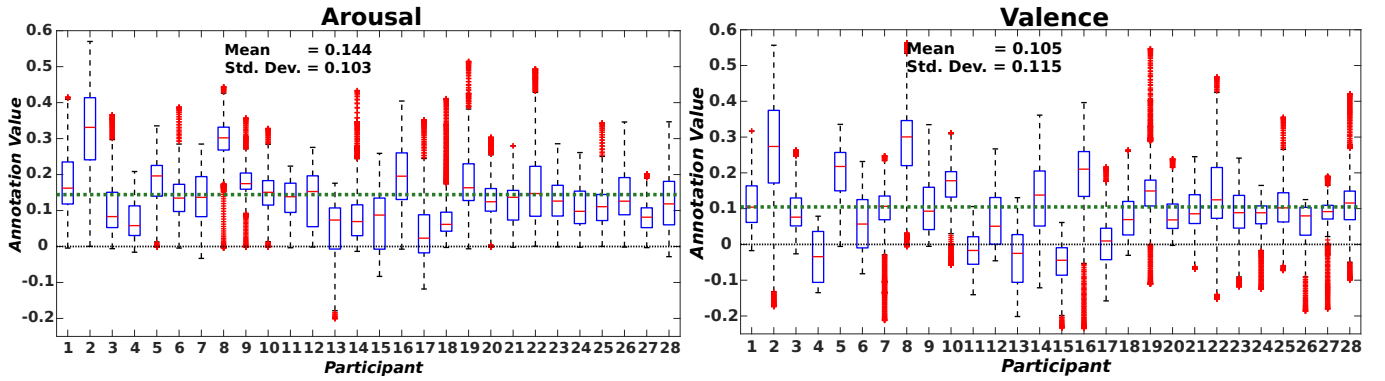 Arousal
Mean = 0.144
Std. Dev. = 0.103
Annotation Value
0.6
0.5
0.4
0.3
0.2
0.1
0
-0.1
-0.2
1 2 3 4 5 6 7 8 9 10 11 12 13 14 15 16 17 18 19 20 21 22 23 24 25 26 27 28
Participant
Valence
Mean = 0.105
Std. Dev. = 0.115
Annotation Value
0.6
0.5
0.4
0.3
0.2
0.1
0
-0.1
-0.2
1 2 3 4 5 6 7 8 9 10 11 12 13 14 15 16 17 18 19 20 21 22 23 24 25 26 27 28
Participant